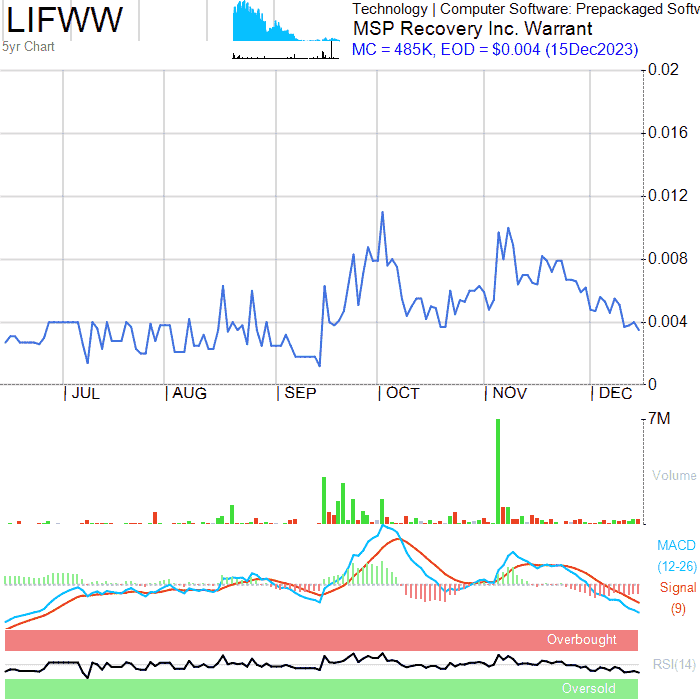 LIFWW
5yr Chart
Technology | Computer Software: Prepackaged Softw
MSP Recovery Inc. Warrant
MC = 485K, EOD = $0.004 (15Dec2023)
0.02
0.016
0.012
0.008
0.004
0
| JUL | AUG | SEP | OCT | NOV | DEC
7M
Volume
MACD
(12-26)
Signal
(9)
Overbought
RSI(14)
Oversold